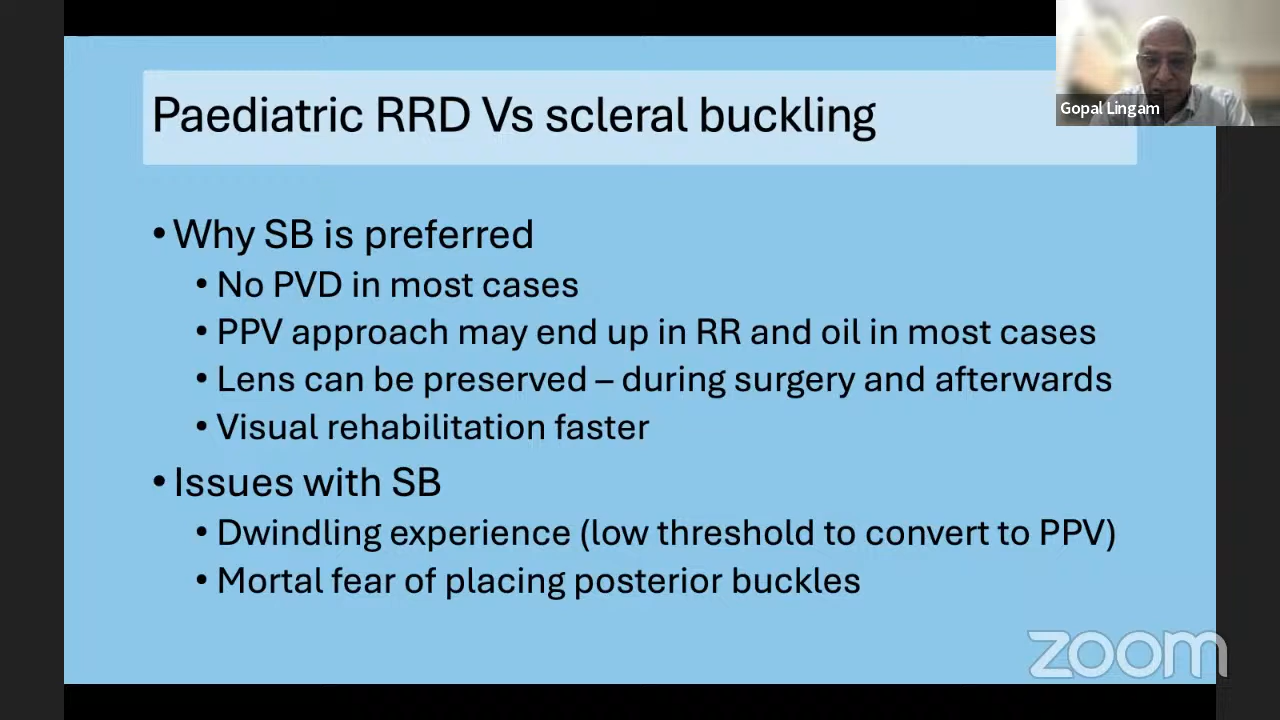 Gopal Lingam
Paediatric RRD Vs scleral buckling
• Why SB is preferred
• No PVD in most cases
• PPV approach may end up in RR and oil in most cases
• Lens can be preserved – during surgery and afterwards
• Visual rehabilitation faster
• Issues with SB
• Dwindling experience (low threshold to convert to PPV)
• Mortal fear of placing posterior buckles
zoom